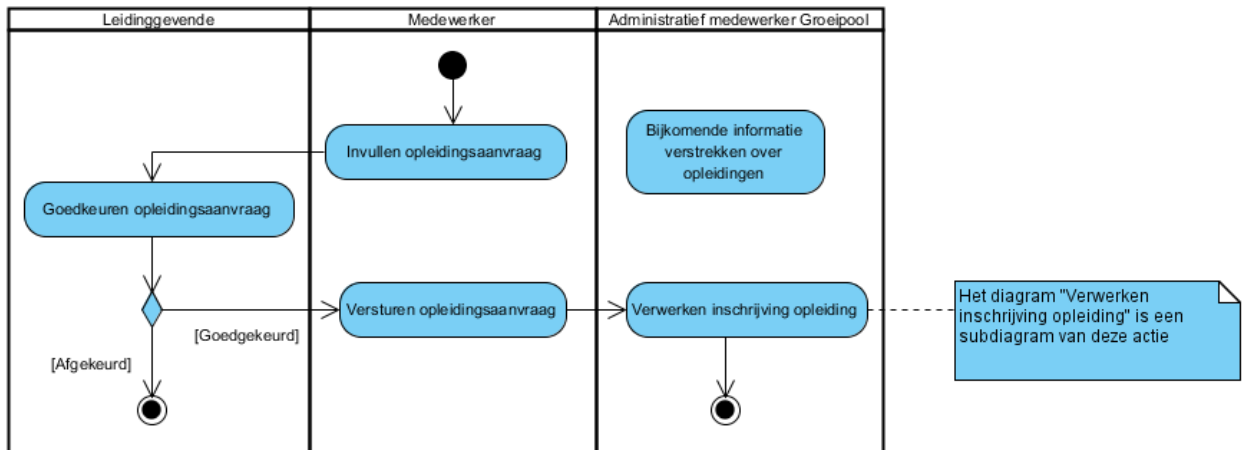 Leidinggevende
Medewerker
Administratief medewerker Groeipool
Invullen opleidingsaanvraag
Bijkomende informatie
verstrekken over
opleidingen
Goedkeuren opleidingsaanvraag
Versturen opleidingsaanvraag
Verwerken inschrijving opleiding
[Goedgekeurd]
[Afgekeurd]
Het diagram "Verwerken
inschrijving opleiding" is een
subdiagram van deze actie